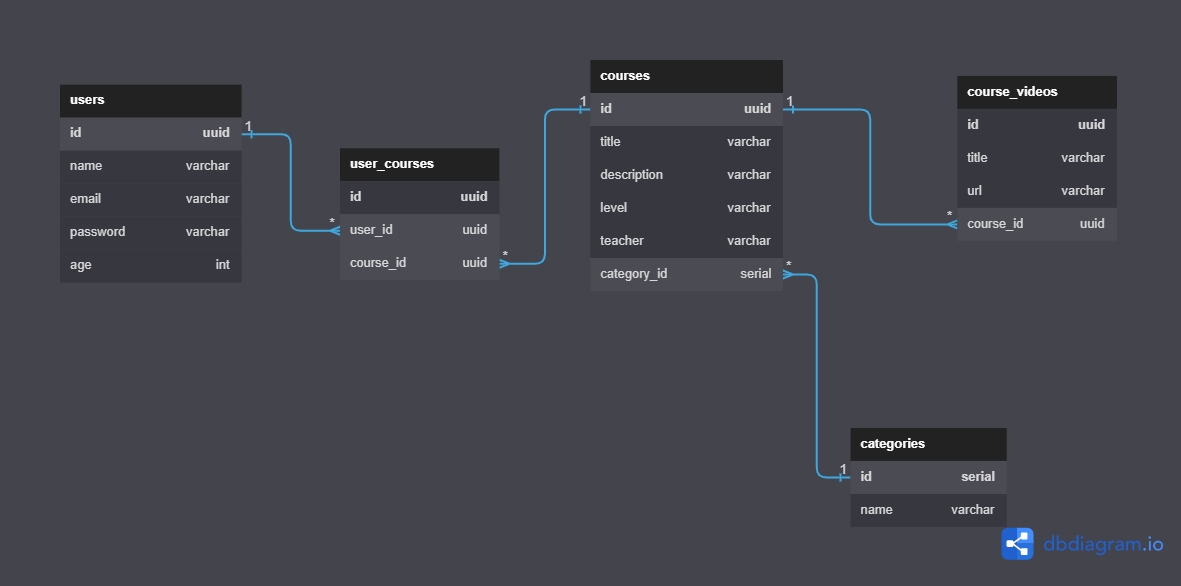 users
id uuid
name varchar
email varchar
password varchar
age int
1
*
user_courses
id uuid
user_id uuid
course_id uuid
*
1
courses
id uuid
title varchar
description varchar
level varchar
teacher varchar
category_id serial
1
*
course_videos
id uuid
title varchar
url varchar
course_id uuid
*
1
categories
id serial
name varchar
dbdiagram.io